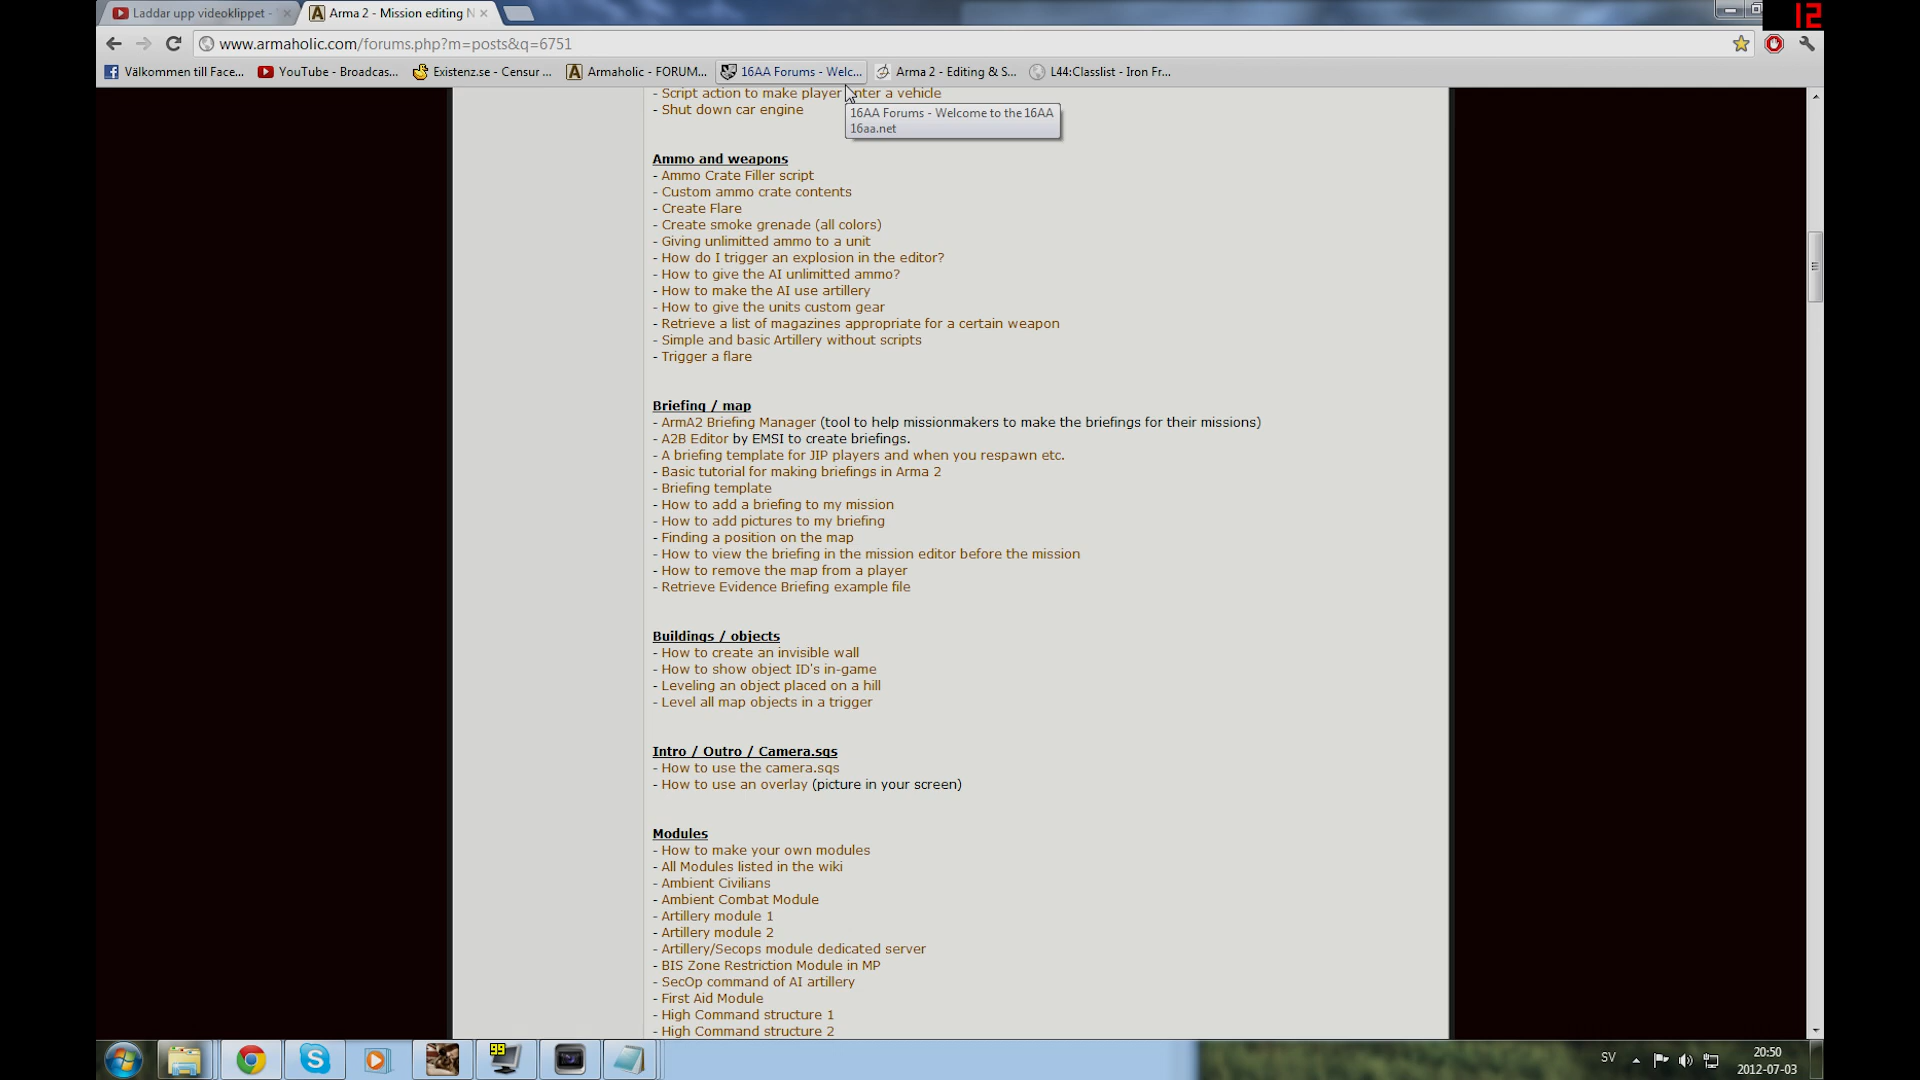 Laddar upp videoklippet -
Arma 2 - Mission editing N
12
www.armaholic.com/forums.php?m=posts&q=6751
Välkommen till Face...
YouTube - Broadcas...
Existenz.se - Censur ...
Armaholic - FORUM...
16AA Forums - Welc...
Arma 2 - Editing & S...
L44:Classlist - Iron Fr...
- Script action to make player enter a vehicle
- Shut down car engine
16AA Forums - Welcome to the 16AA
16aa.net
Ammo and weapons
- Ammo Crate Filler script
- Custom ammo crate contents
- Create Flare
- Create smoke grenade (all colors)
- Giving unlimitted ammo to a unit
- How do I trigger an explosion in the editor?
- How to give the AI unlimitted ammo?
- How to make the AI use artillery
- How to give the units custom gear
- Retrieve a list of magazines appropriate for a certain weapon
- Simple and basic Artillery without scripts
- Trigger a flare
Briefing / map
- ArmA2 Briefing Manager (tool to help missionmakers to make the briefings for their missions)
- A2B Editor by EMSI to create briefings.
- A briefing template for JIP players and when you respawn etc.
- Basic tutorial for making briefings in Arma 2
- Briefing template
- How to add a briefing to my mission
- How to add pictures to my briefing
- Finding a position on the map
- How to view the briefing in the mission editor before the mission
- How to remove the map from a player
- Retrieve Evidence Briefing example file
Buildings / objects
- How to create an invisible wall
- How to show object ID's in-game
- Leveling an object placed on a hill
- Level all map objects in a trigger
Intro / Outro / Camera.sqs
- How to use the camera.sqs
- How to use an overlay (picture in your screen)
Modules
- How to make your own modules
- All Modules listed in the wiki
- Ambient Civilians
- Ambient Combat Module
- Artillery module 1
- Artillery module 2
- Artillery/Secops module dedicated server
- BIS Zone Restriction Module in MP
- SecOp command of AI artillery
- First Aid Module
- High Command structure 1
- High Command structure 2
99
SV
20:50
2012-07-03